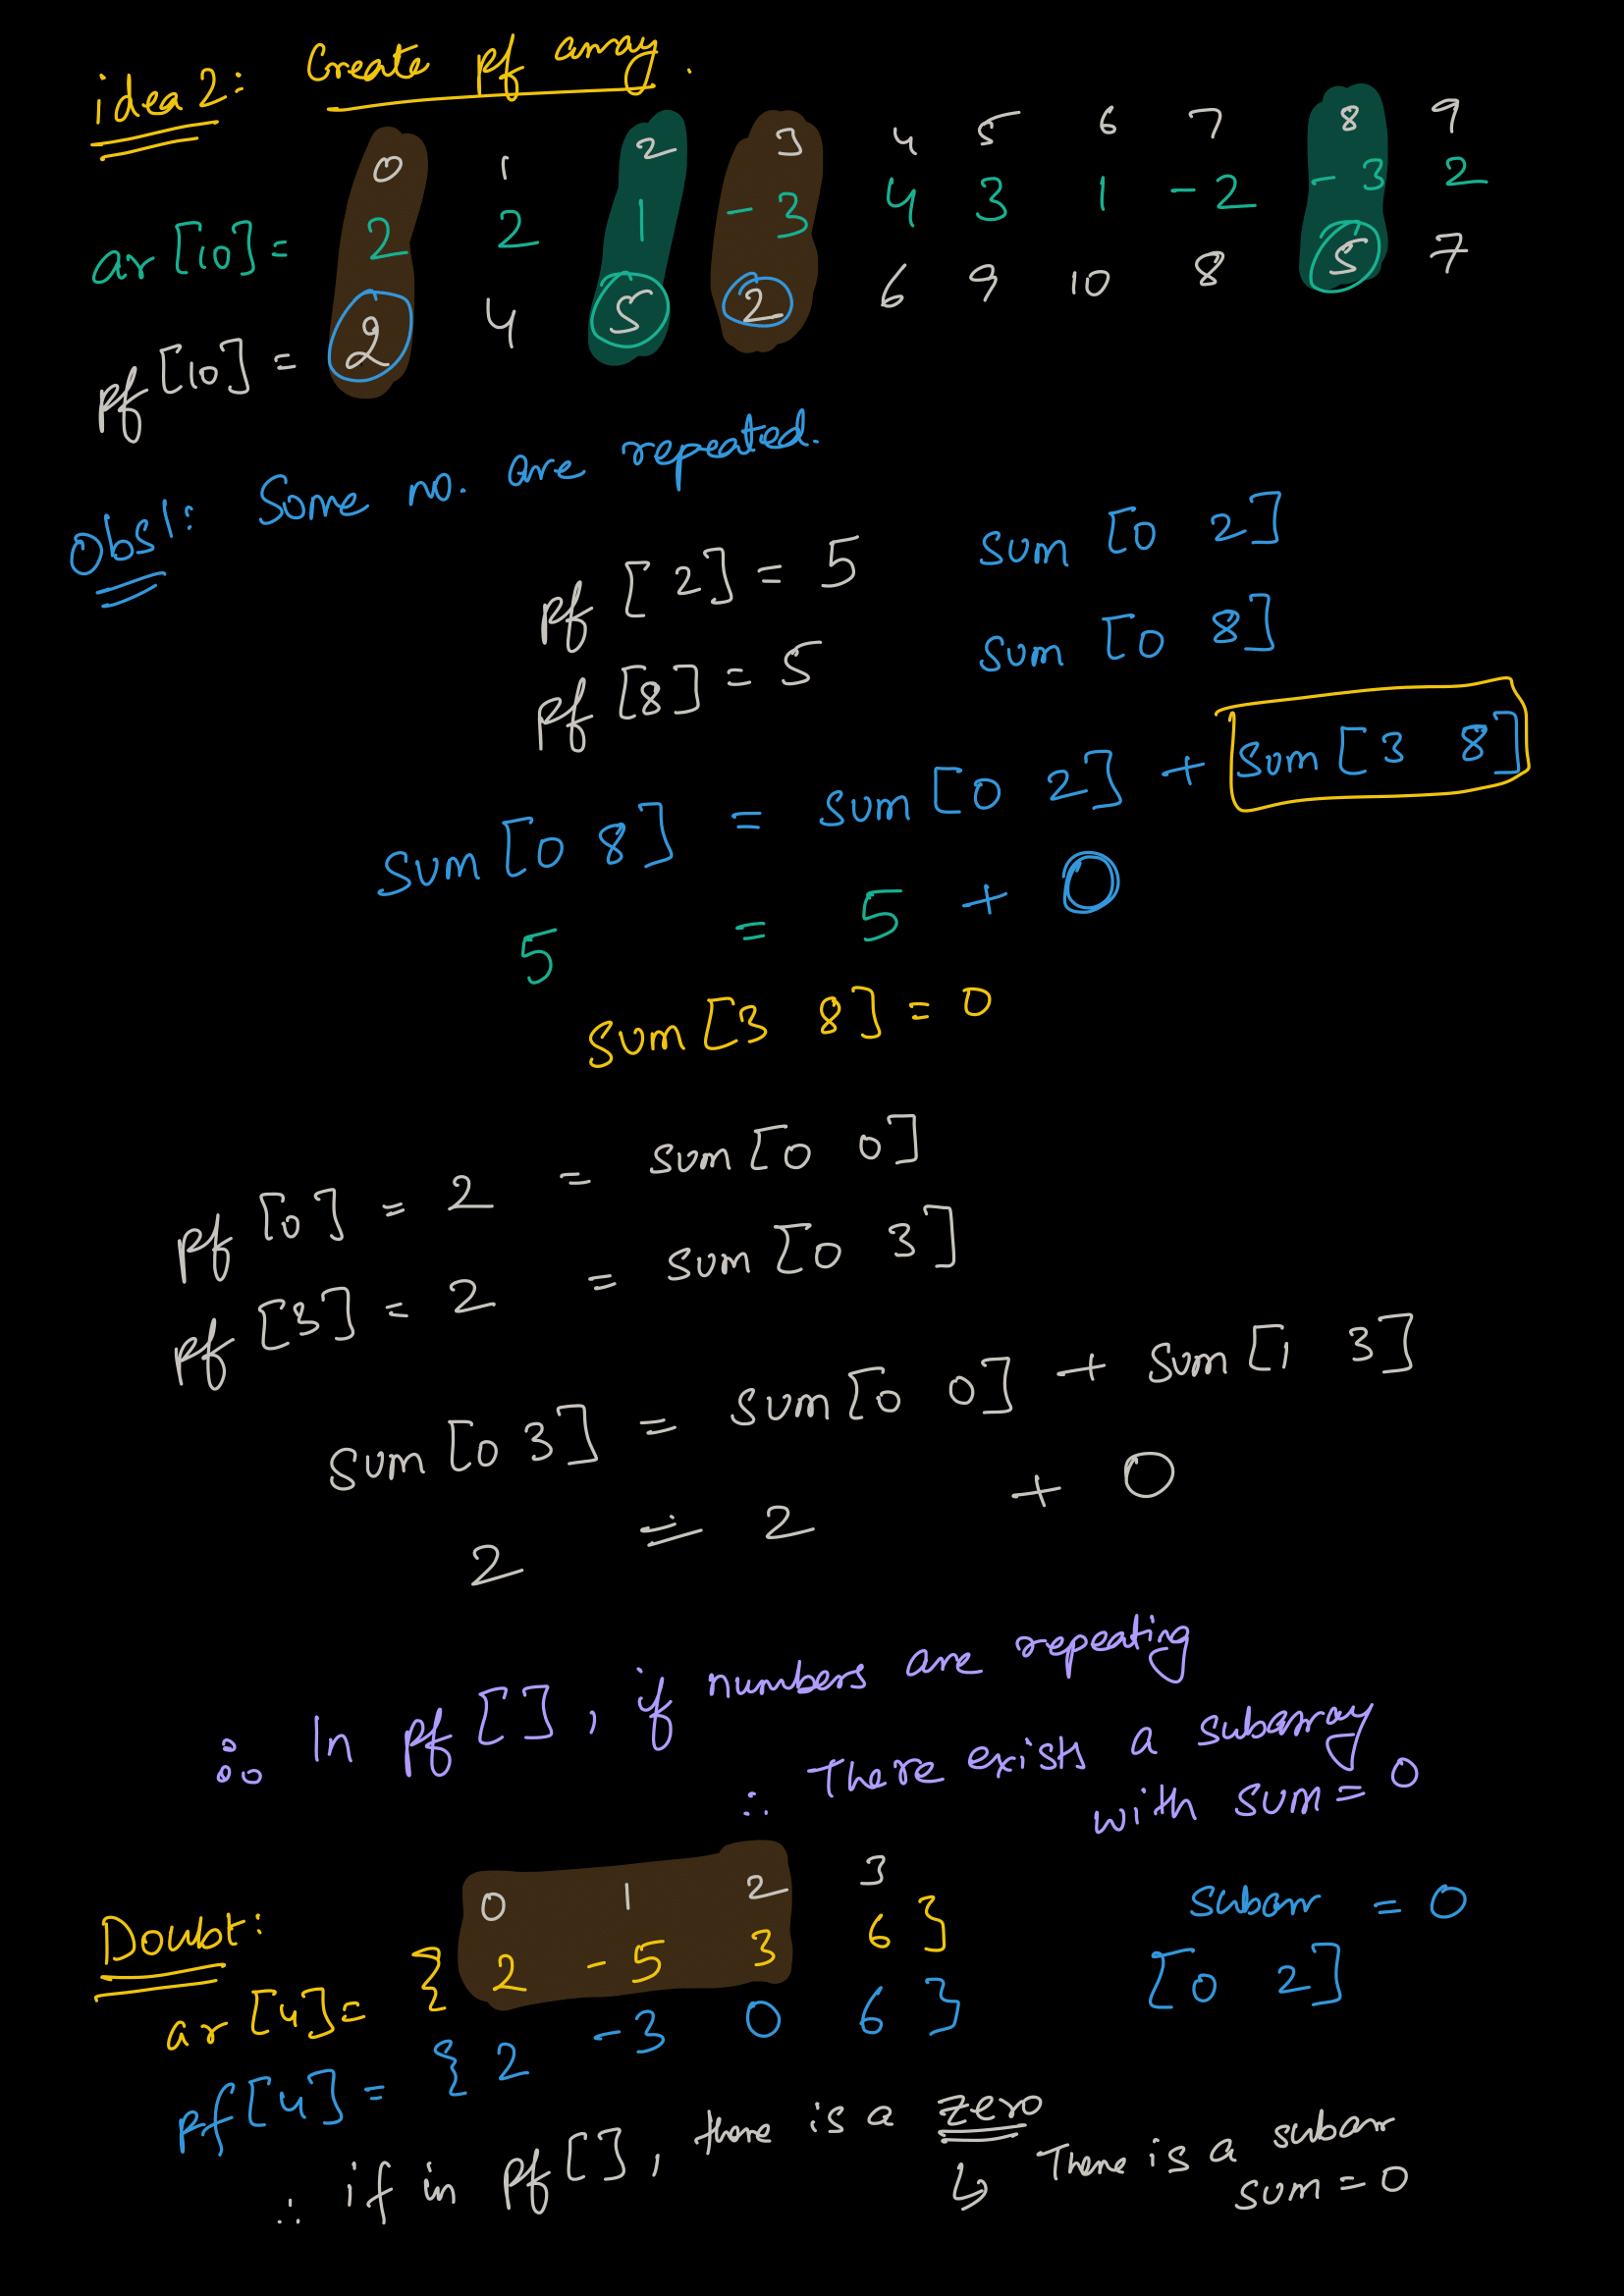 idea 2: Create pf array.
0 1 2 3 4 5 6 7 8 9
ar [10] = 2 2 1 -3 4 3 1 -2 -3 2
pf [10] = 2 4 5 2 6 9 10 8 5 7
Obs1: Some no. are repeated.
pf [2] = 5 sum [0 2]
pf [8] = 5 sum [0 8]
sum [0 8] = sum [0 2] + sum [3 8]
5 = 5 + 0
sum [3 8] = 0
pf [0] = 2 = sum [0 0]
pf [3] = 2 = sum [0 3]
sum [0 3] = sum [0 0] + sum [1 3]
2 = 2 + 0
∴ In pf [], if numbers are repeating
∴ There exists a subarray
with sum = 0
Doubt: 0 1 2 3
ar [4] = { 2 -5 3 6 } subarr = 0
pf [4] = { 2 -3 0 6 } [0 2]
∴ if in pf [], there is a zero
↳ There is a subarr
sum = 0